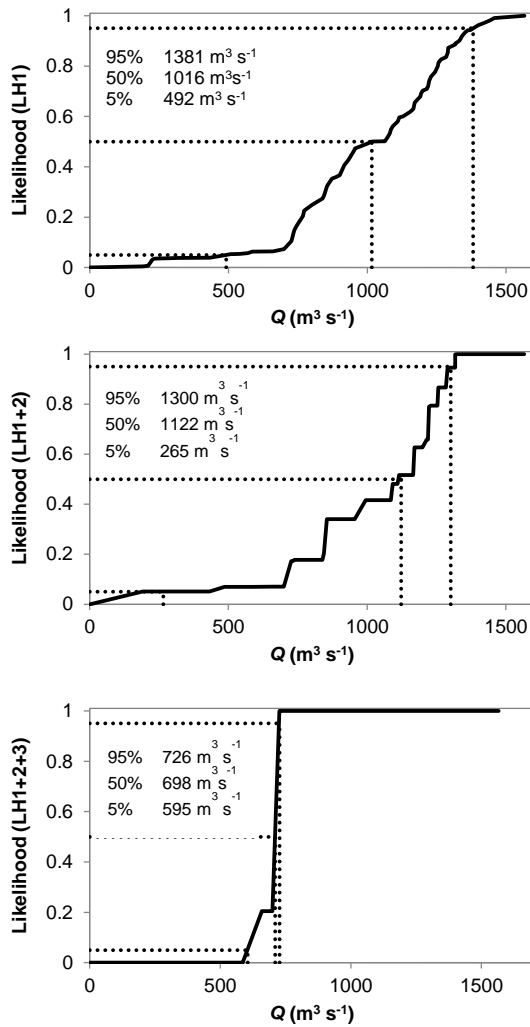 1
95% 1381 m³ s⁻¹
0.8
50% 1016 m³s⁻¹
5% 492 m³ s⁻¹
0.6
Likelihood (LH1)
0.4
0.2
0
0 500 1000 1500
Q (m³ s⁻¹)
1
95% 1300 m³ s⁻¹
0.8
50% 1122 m³s⁻¹
5% 265 m³ s⁻¹
0.6
Likelihood (LH1+2)
0.4
0.2
0
0 500 1000 1500
Q (m³ s⁻¹)
1
95% 726 m³ s⁻¹
0.8
50% 698 m³s⁻¹
5% 595 m³ s⁻¹
0.6
Likelihood (LH1+2+3)
0.4
0.2
0
0 500 1000 1500
Q (m³ s⁻¹)